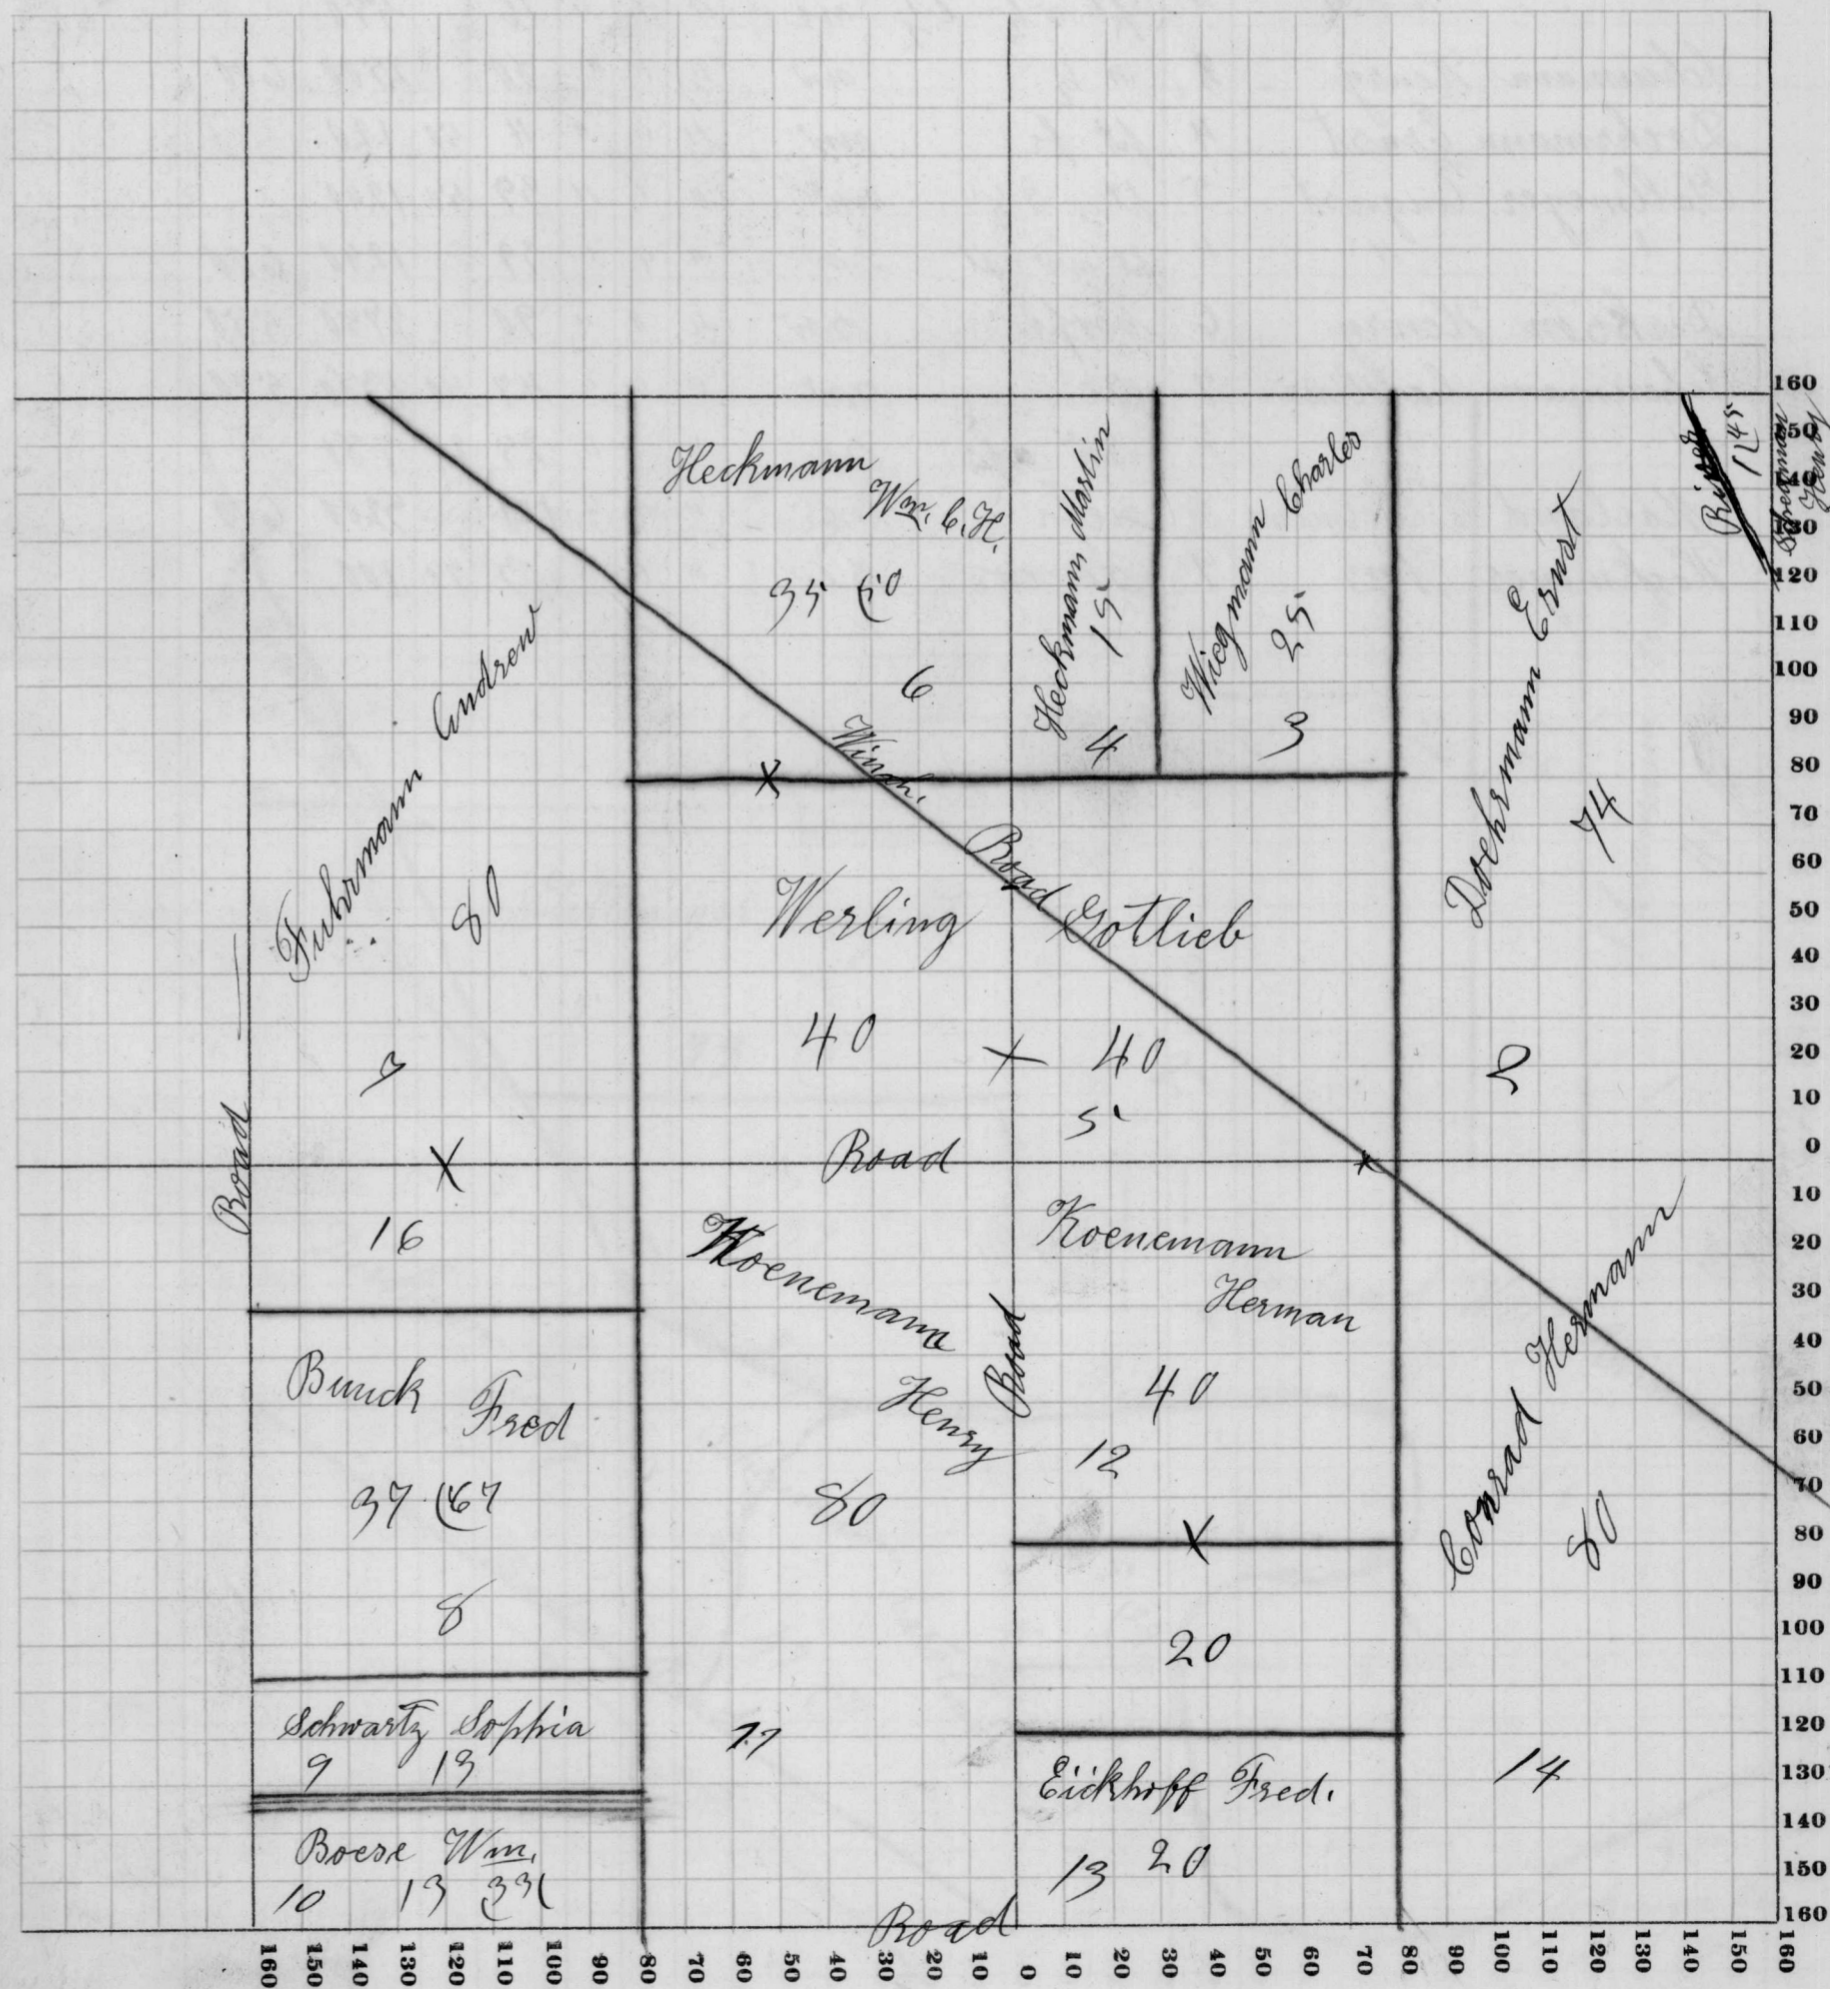 Heckmann
Wm. C. H.
35 (50
6
Heckmann Martin
15
4
Wiegmann Charles
25
3
Doehrmann Ernst
74
1(45
Henry
Fuhrmann Andrew
80
X
16
Winch. Road
X
Werling Gotlieb
40 X 40
5
Road
Road
Koenemann
Henry
80
11
Road
Koenemann
Herman
40
12
X
20
Eickhoff Fred.
13 20
Conrad Hermann
80
14
Bunck Fred
37 (67
8
Schwartz Sophia
9 13
Boese Wm.
10 13 (33(
Road
160
150
140
130
120
110
100
90
80
70
60
50
40
30
20
10
0
10
20
30
40
50
60
70
80
90
100
110
120
130
140
150
160
160 150 140 130 120 110 100 90 80 70 60 50 40 30 20 10 0 10 20 30 40 50 60 70 80 90 100 110 120 130 140 150 160